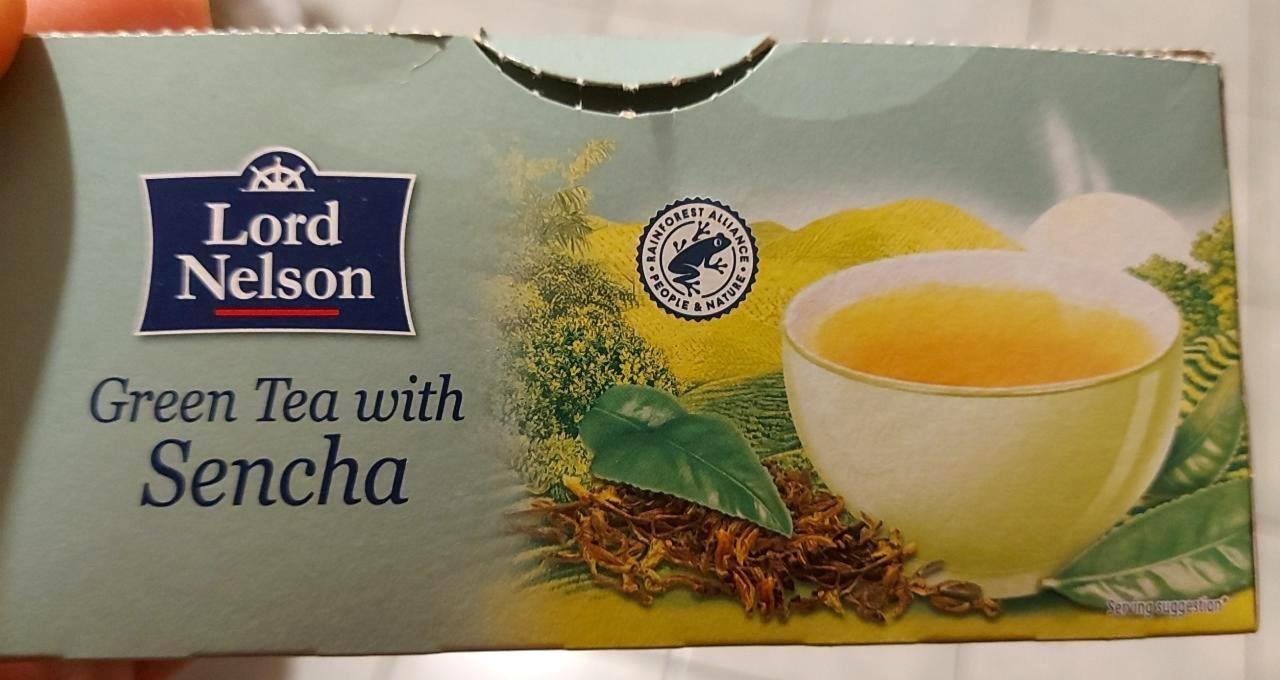 Lord
Nelson
Green Tea with
Sencha
RAINFOREST ALLIANCE
• PEOPLE & NATURE •
Serving suggestion*